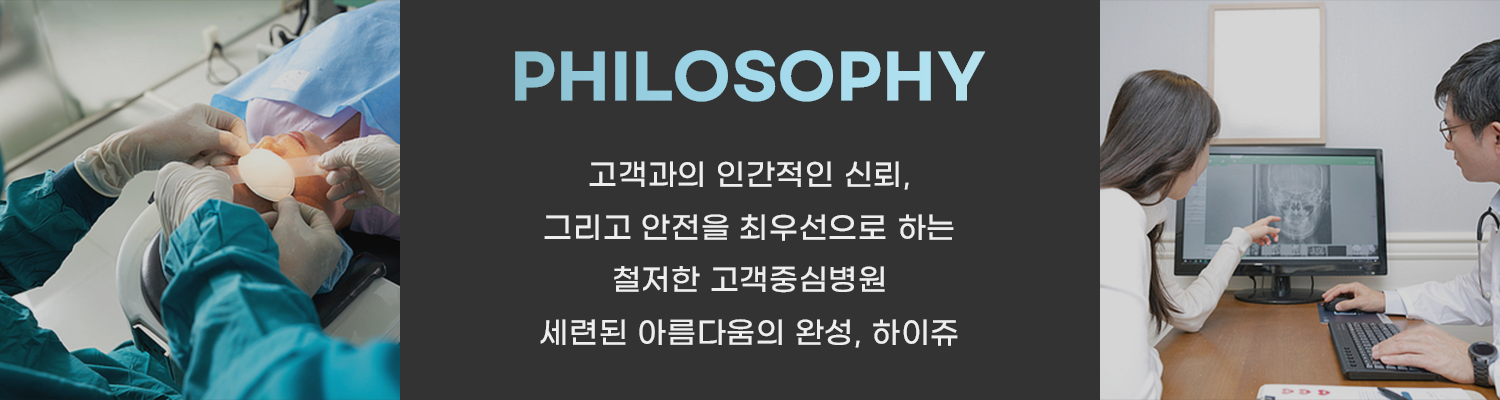 PHILOSOPHY
고객과의 인간적인 신뢰,
그리고 안전을 최우선으로 하는
철저한 고객중심병원
세련된 아름다움의 완성, 하이쥬